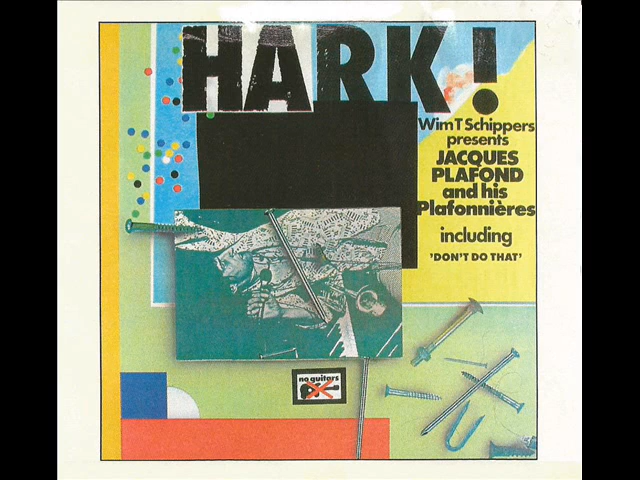 HARK!
Wim T Schippers
presents
JACQUES
PLAFOND
and his
Plafonnières
including
'DON'T DO THAT'
no guitars